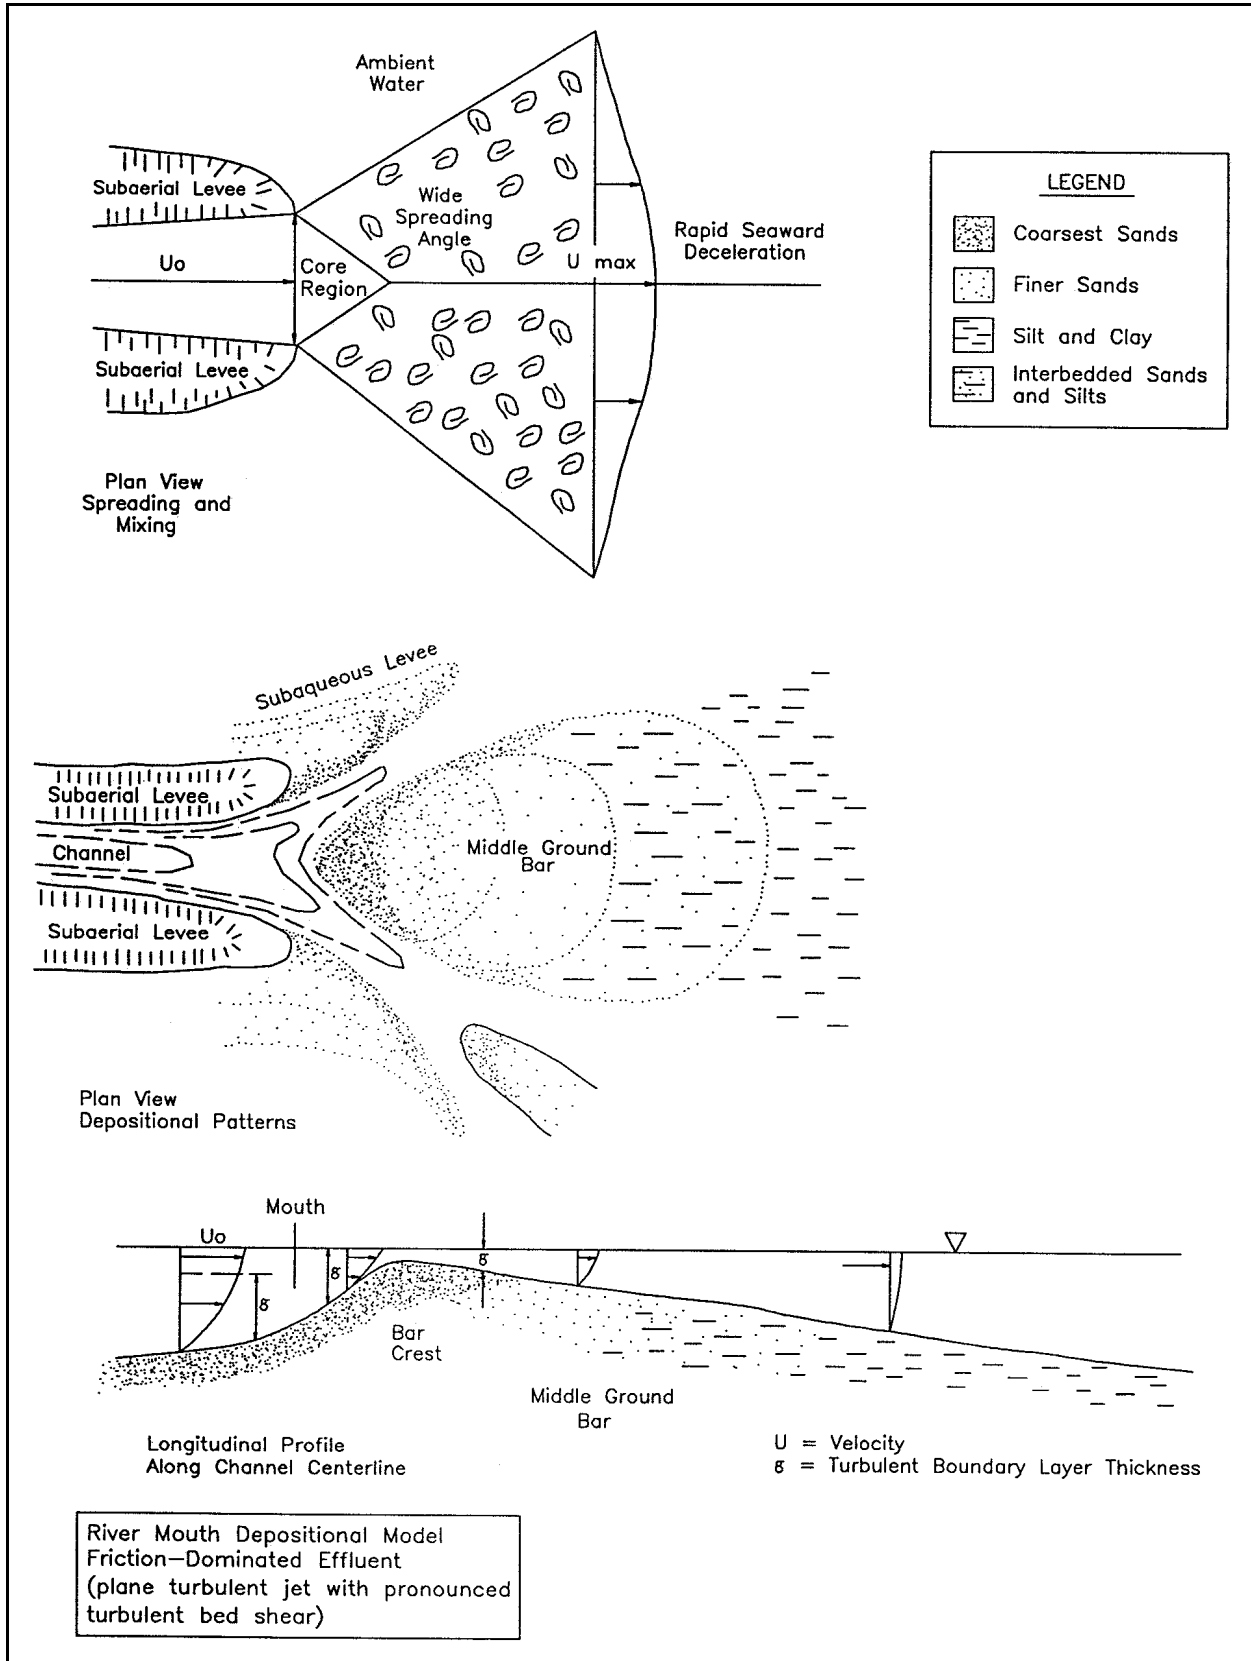 Ambient
Water
Subaerial Levee
Wide
Spreading
Angle
Uo
Core
Region
U max
Rapid Seaward
Deceleration
Subaerial Levee
Plan View
Spreading and
Mixing
LEGEND
Coarsest Sands
Finer Sands
Silt and Clay
Interbedded Sands
and Silts
Subaqueous Levee
Subaerial Levee
Channel
Middle Ground
Bar
Subaerial Levee
Plan View
Depositional Patterns
Mouth
Uo
g
g
g
Bar
Crest
Middle Ground
Bar
Longitudinal Profile
Along Channel Centerline
U = Velocity
g = Turbulent Boundary Layer Thickness
River Mouth Depositional Model
Friction-Dominated Effluent
(plane turbulent jet with pronounced
turbulent bed shear)